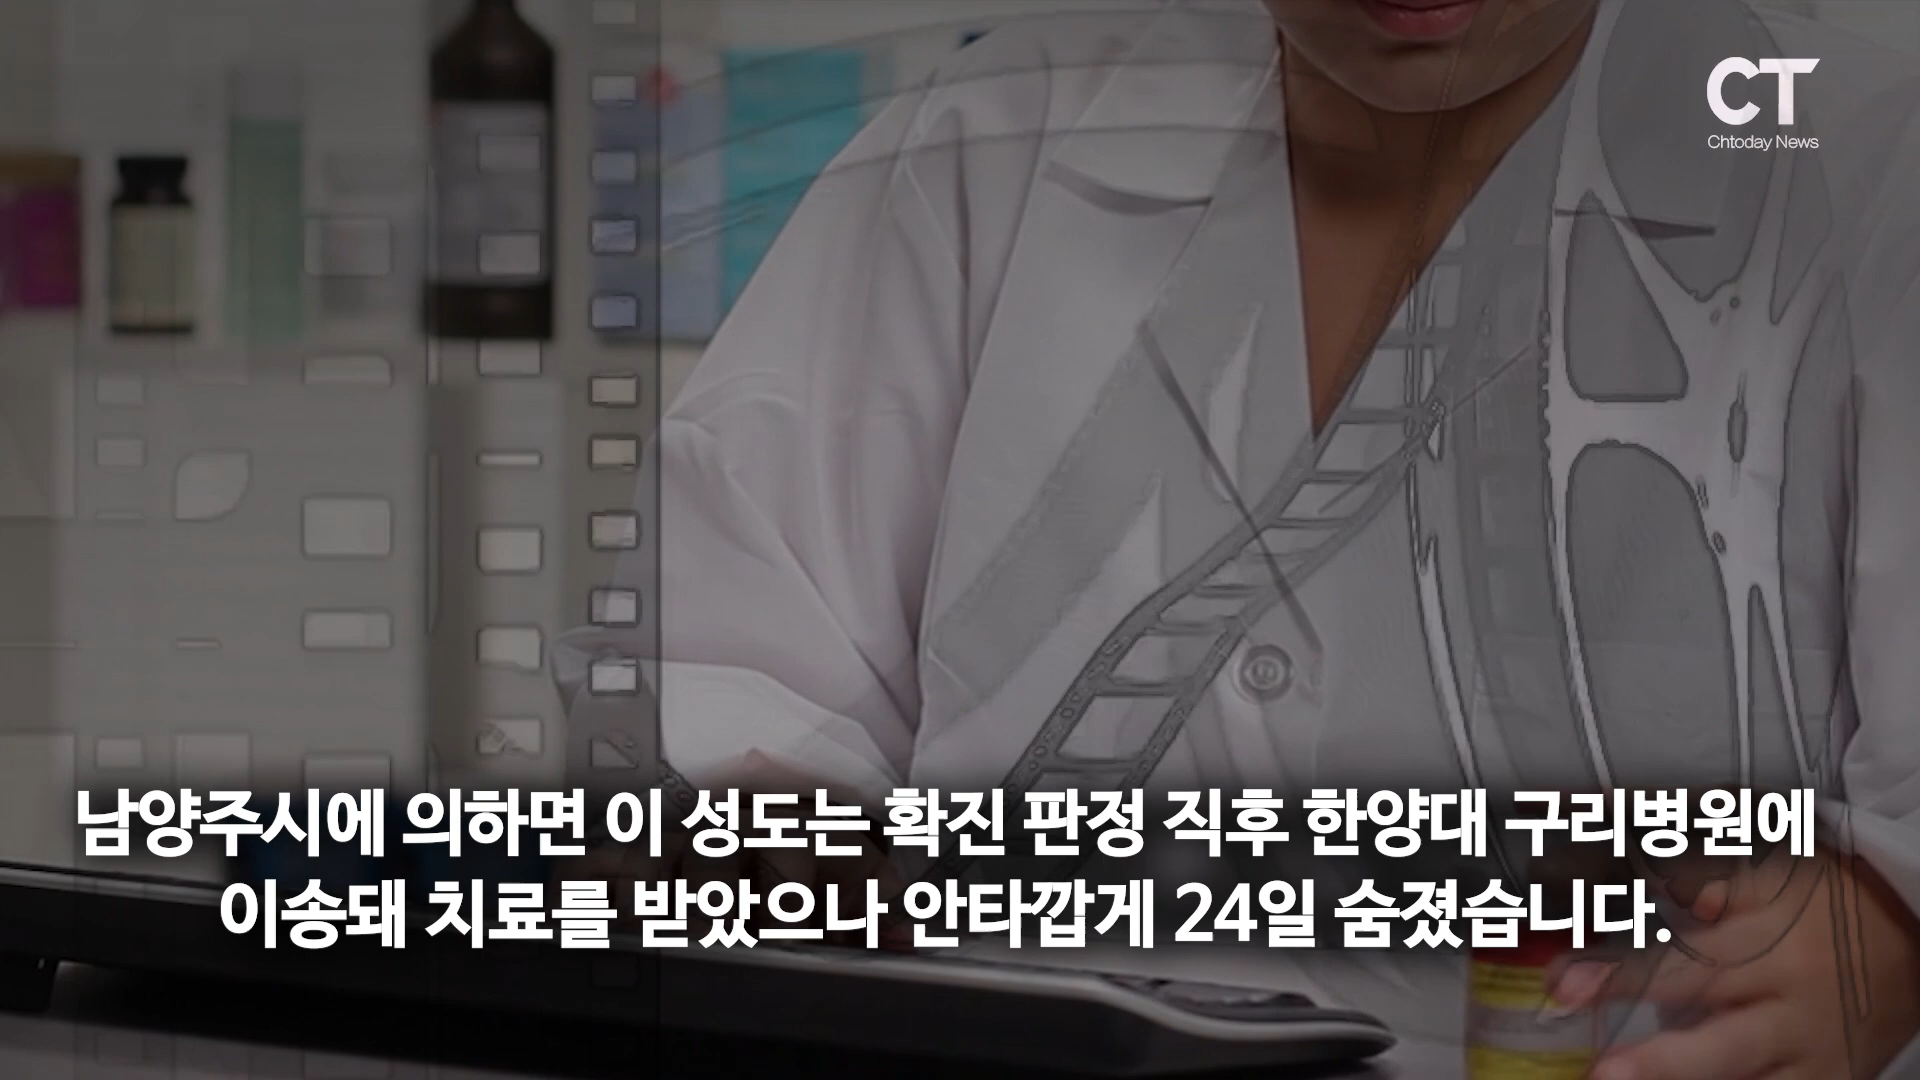 CT
Chtoday News
남양주시에 의하면 이 성도는 확진 판정 직후 한양대 구리병원에
이송돼 치료를 받았으나 안타깝게 24일 숨졌습니다.